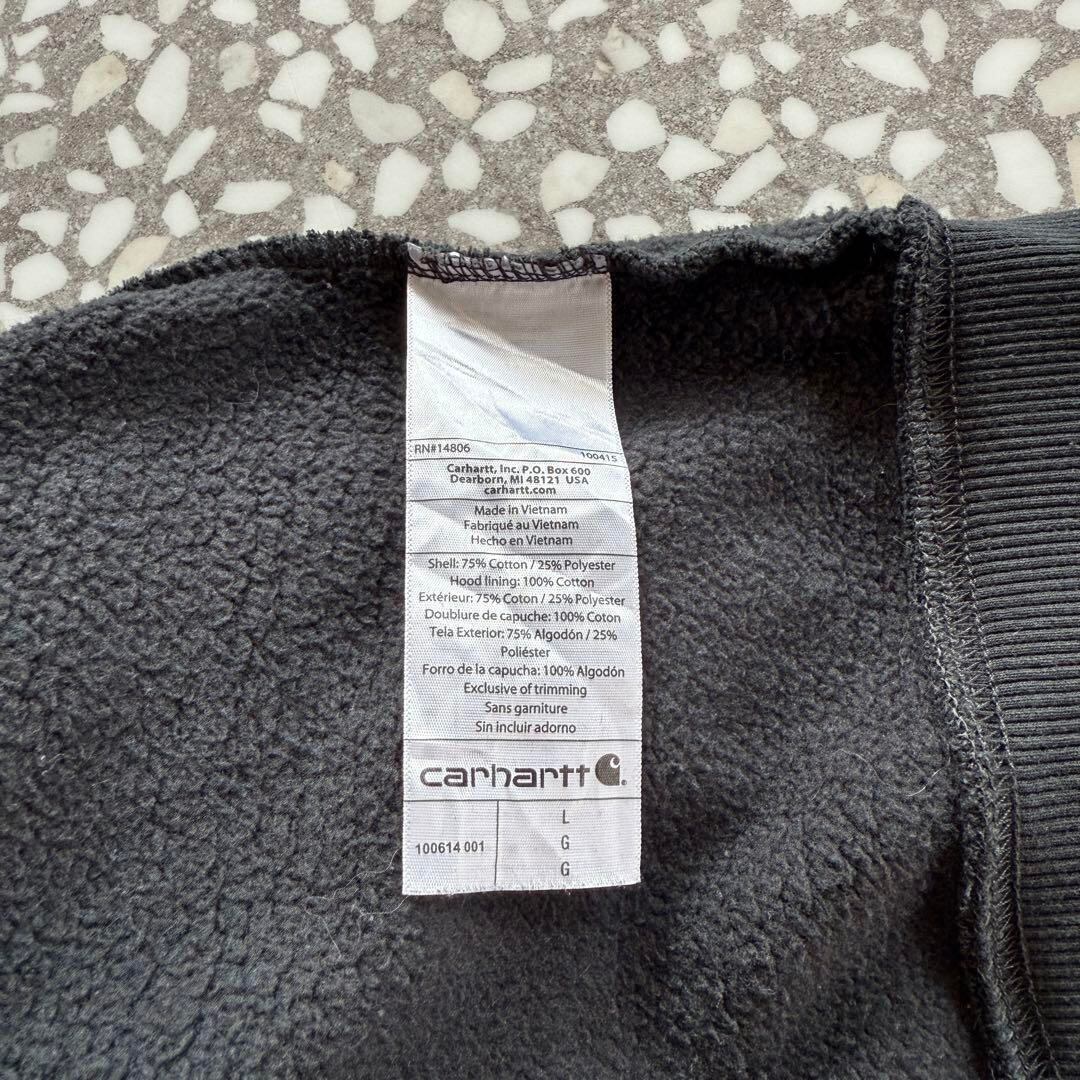 RN#14806 100415
Carhartt, Inc. P.O. Box 600
Dearborn, MI 48121 USA
carhartt.com
Made in Vietnam
Fabriqué au Vietnam
Hecho en Vietnam
Shell: 75% Cotton / 25% Polyester
Hood lining: 100% Cotton
Extérieur: 75% Coton / 25% Polyester
Doublure de capuche: 100% Coton
Tela Exterior: 75% Algodón / 25%
Poliéster
Forro de la capucha: 100% Algodón
Exclusive of trimming
Sans garniture
Sin incluir adorno
carhartt
L
100614 001 G
G